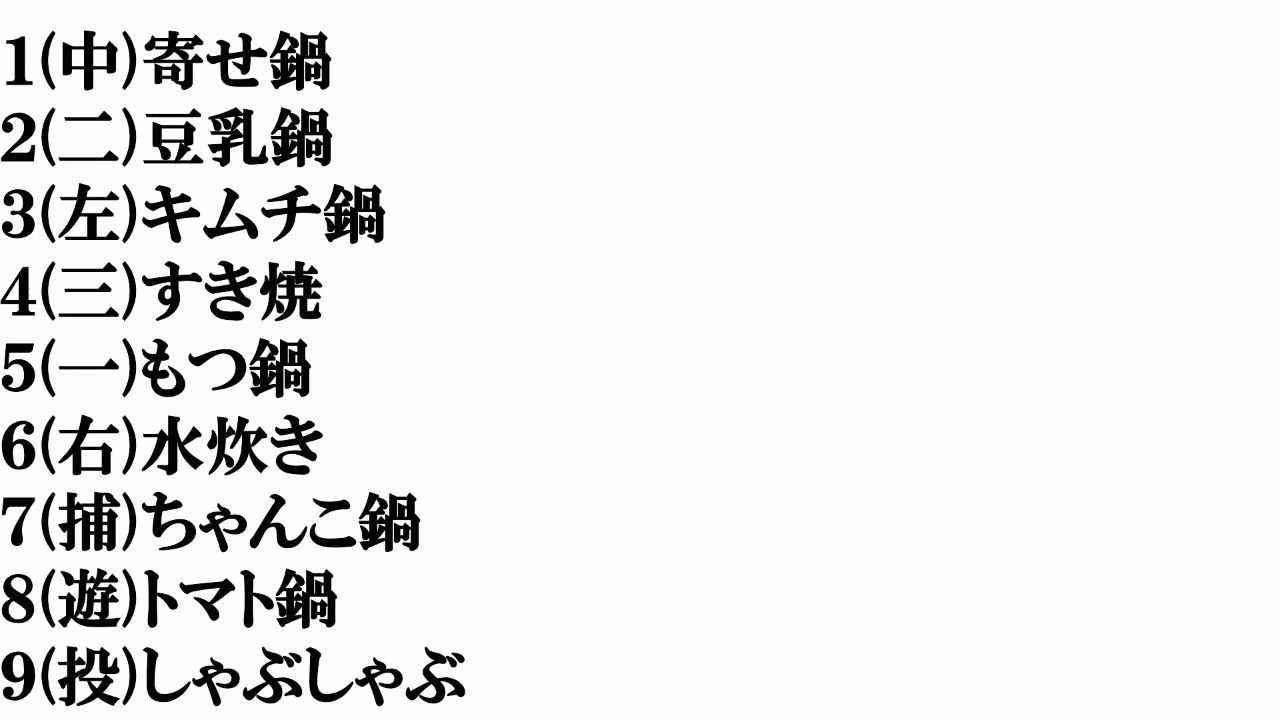 1(中)寄せ鍋
2(二)豆乳鍋
3(左)キムチ鍋
4(三)すき焼
5(一)もつ鍋
6(右)水炊き
7(捕)ちゃんこ鍋
8(遊)トマト鍋
9(投)しゃぶしゃぶ